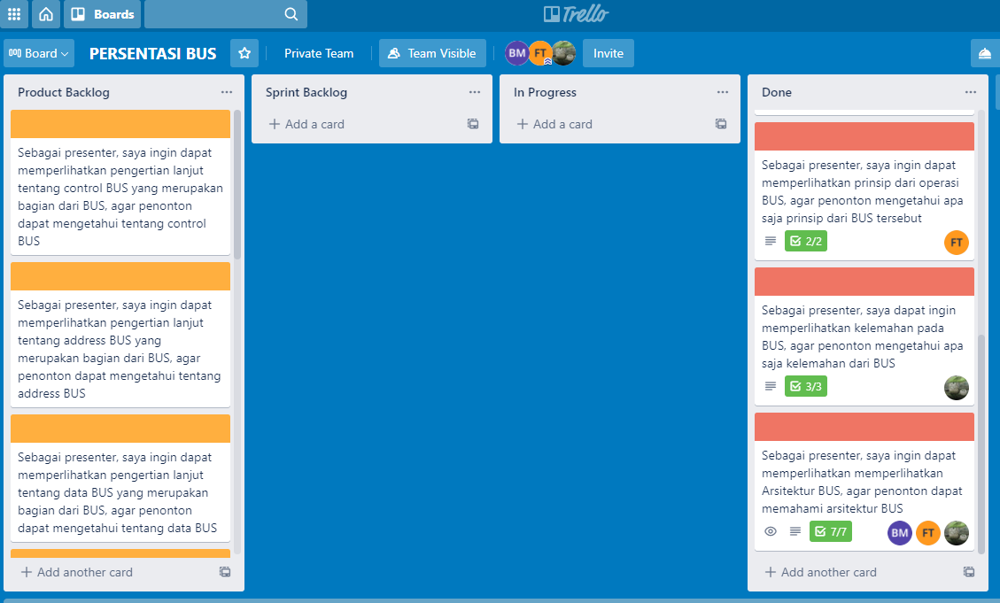 Boards
Trello
Board
PERSENTASI BUS
Private Team
Team Visible
BM
FT
Invite
Product Backlog
Sebagai presenter, saya ingin dapat
memperlihatkan pengertian lanjut
tentang control BUS yang merupakan
bagian dari BUS, agar penonton
dapat mengetahui tentang control
BUS
Sebagai presenter, saya ingin dapat
memperlihatkan pengertian lanjut
tentang address BUS yang
merupakan bagian dari BUS, agar
penonton dapat mengetahui tentang
address BUS
Sebagai presenter, saya ingin dapat
memperlihatkan pengertian lanjut
tentang data BUS yang merupakan
bagian dari BUS, agar penonton
dapat mengetahui tentang data BUS
+ Add another card
Sprint Backlog
+ Add a card
In Progress
+ Add a card
Done
Sebagai presenter, saya ingin dapat
memperlihatkan prinsip dari operasi
BUS, agar penonton mengetahui apa
saja prinsip dari BUS tersebut
2/2
FT
Sebagai presenter, saya dapat ingin
memperlihatkan kelemahan pada
BUS, agar penonton mengetahui apa
saja kelemahan dari BUS
3/3
Sebagai presenter, saya ingin dapat
memperlihatkan memperlihatkan
Arsitektur BUS, agar penonton dapat
memahami arsitektur BUS
7/7
BM
FT
+ Add another card